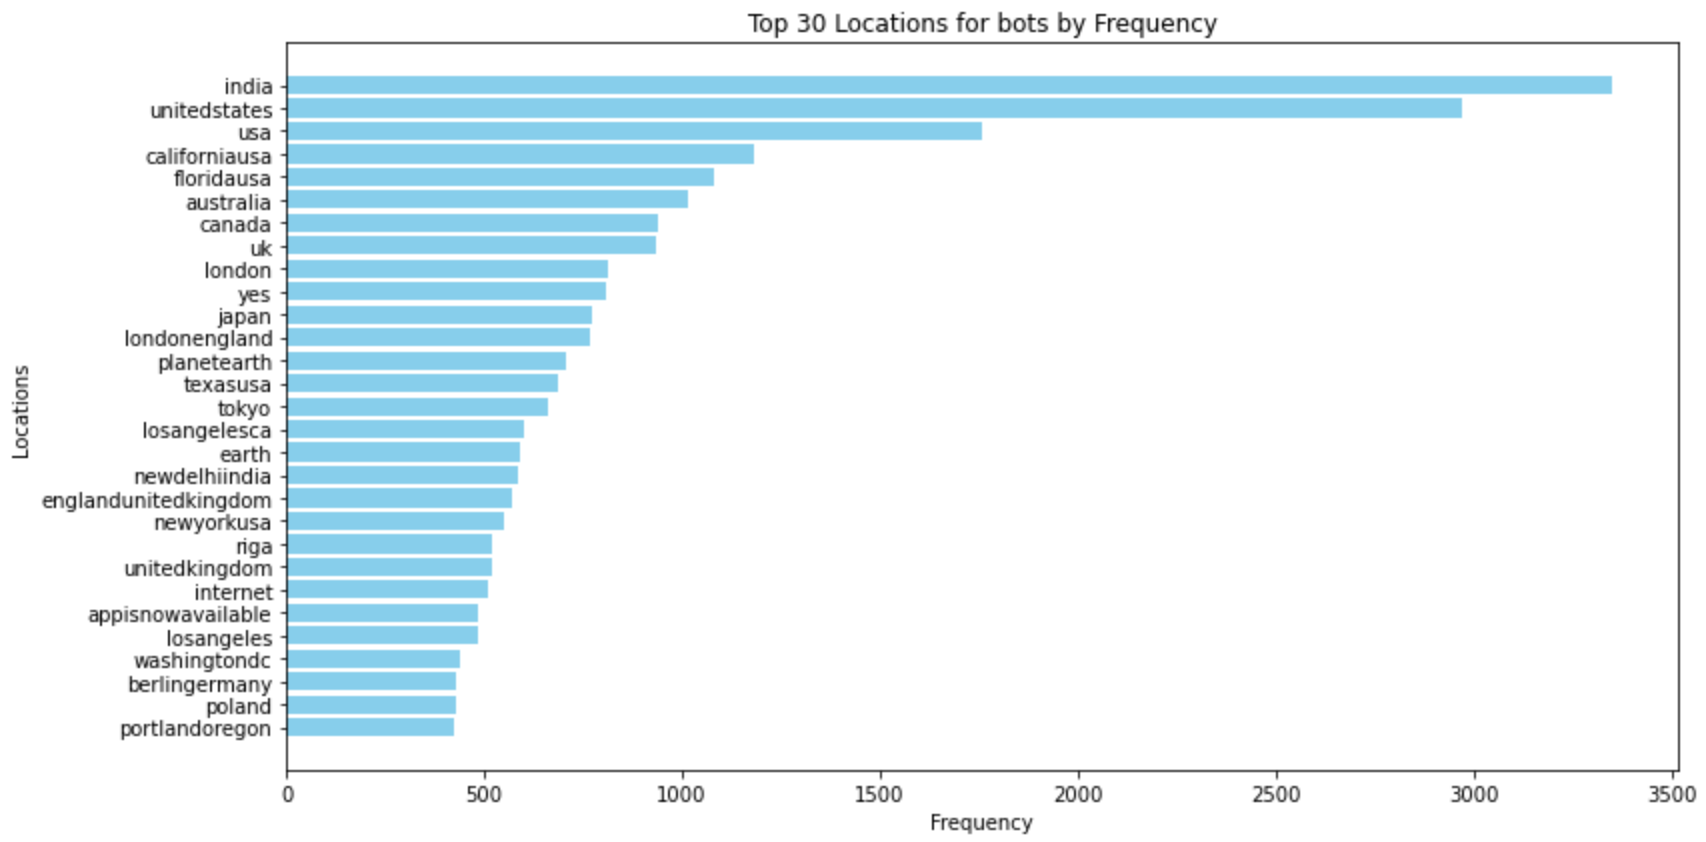 Top 30 Locations for bots by Frequency
india
unitedstates
usa
californiausa
floridausa
australia
canada
uk
london
yes
japan
londonengland
planetearth
texasusa
tokyo
losangelesca
earth
newdelhiindia
englandunitedkingdom
newyorkusa
riga
unitedkingdom
internet
appisnowavailable
losangeles
washingtondc
berlingermany
poland
portlandoregon
Locations
0 500 1000 1500 2000 2500 3000 3500
Frequency